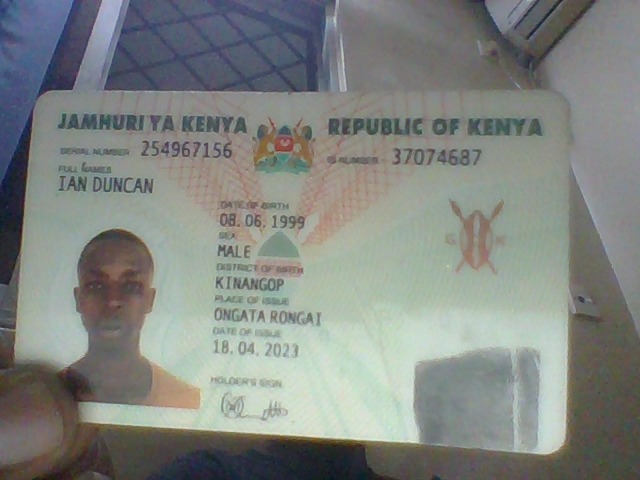 JAMHURI YA KENYA REPUBLIC OF KENYA
SERIAL NUMBER 254967156 ID NUMBER 37074687
FULL NAMES
IAN DUNCAN
DATE OF BIRTH
08.06.1999
SEX
MALE
DISTRICT OF BIRTH
KINANGOP
PLACE OF ISSUE
ONGATA RONGAI
DATE OF ISSUE
18.04.2023
HOLDER'S SIGN.